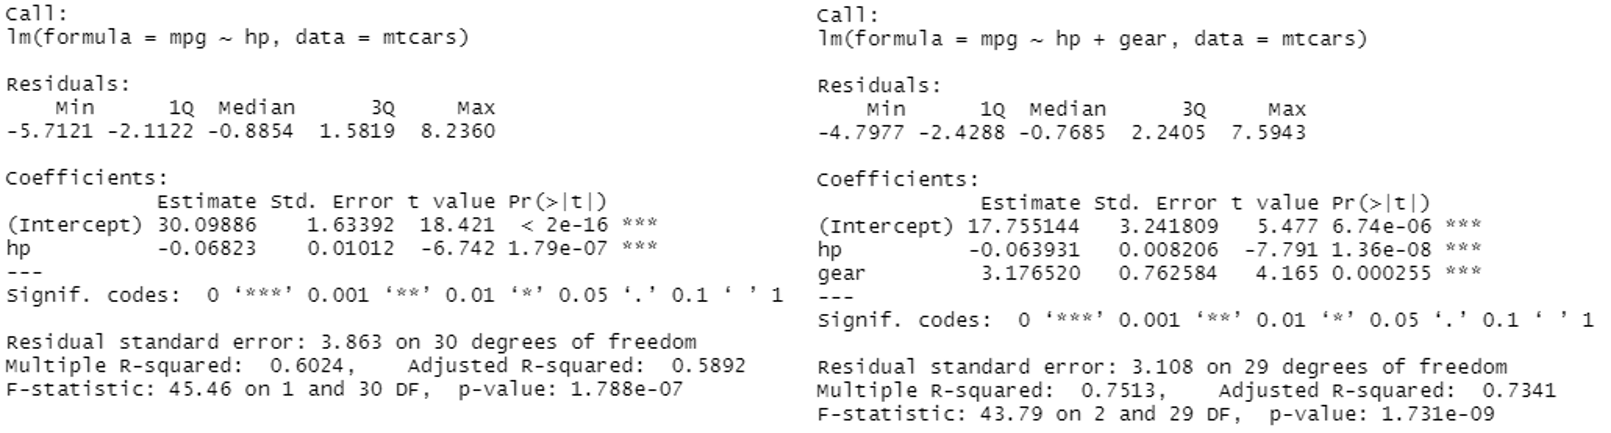 Call:
lm(formula = mpg ~ hp, data = mtcars)
Residuals:
    Min      1Q  Median      3Q     Max
-5.7121 -2.1122 -0.8854  1.5819  8.2360
Coefficients:
            Estimate Std. Error t value Pr(>|t|)
(Intercept) 30.09886    1.63392  18.421  < 2e-16 ***
hp          -0.06823    0.01012  -6.742 1.79e-07 ***
---
Signif. codes:  0 ‘***’ 0.001 ‘**’ 0.01 ‘*’ 0.05 ‘.’ 0.1 ‘ ’ 1
Residual standard error: 3.863 on 30 degrees of freedom
Multiple R-squared:  0.6024,    Adjusted R-squared:  0.5892
F-statistic: 45.46 on 1 and 30 DF,  p-value: 1.788e-07
Call:
lm(formula = mpg ~ hp + gear, data = mtcars)
Residuals:
    Min      1Q  Median      3Q     Max
-4.7977 -2.4288 -0.7685  2.2405  7.5943
Coefficients:
             Estimate Std. Error t value Pr(>|t|)
(Intercept) 17.755144   3.241809   5.477 6.74e-06 ***
hp          -0.063931   0.008206  -7.791 1.36e-08 ***
gear         3.176520   0.762584   4.165 0.000255 ***
---
Signif. codes:  0 ‘***’ 0.001 ‘**’ 0.01 ‘*’ 0.05 ‘.’ 0.1 ‘ ’ 1
Residual standard error: 3.108 on 29 degrees of freedom
Multiple R-squared:  0.7513,    Adjusted R-squared:  0.7341
F-statistic: 43.79 on 2 and 29 DF,  p-value: 1.731e-09